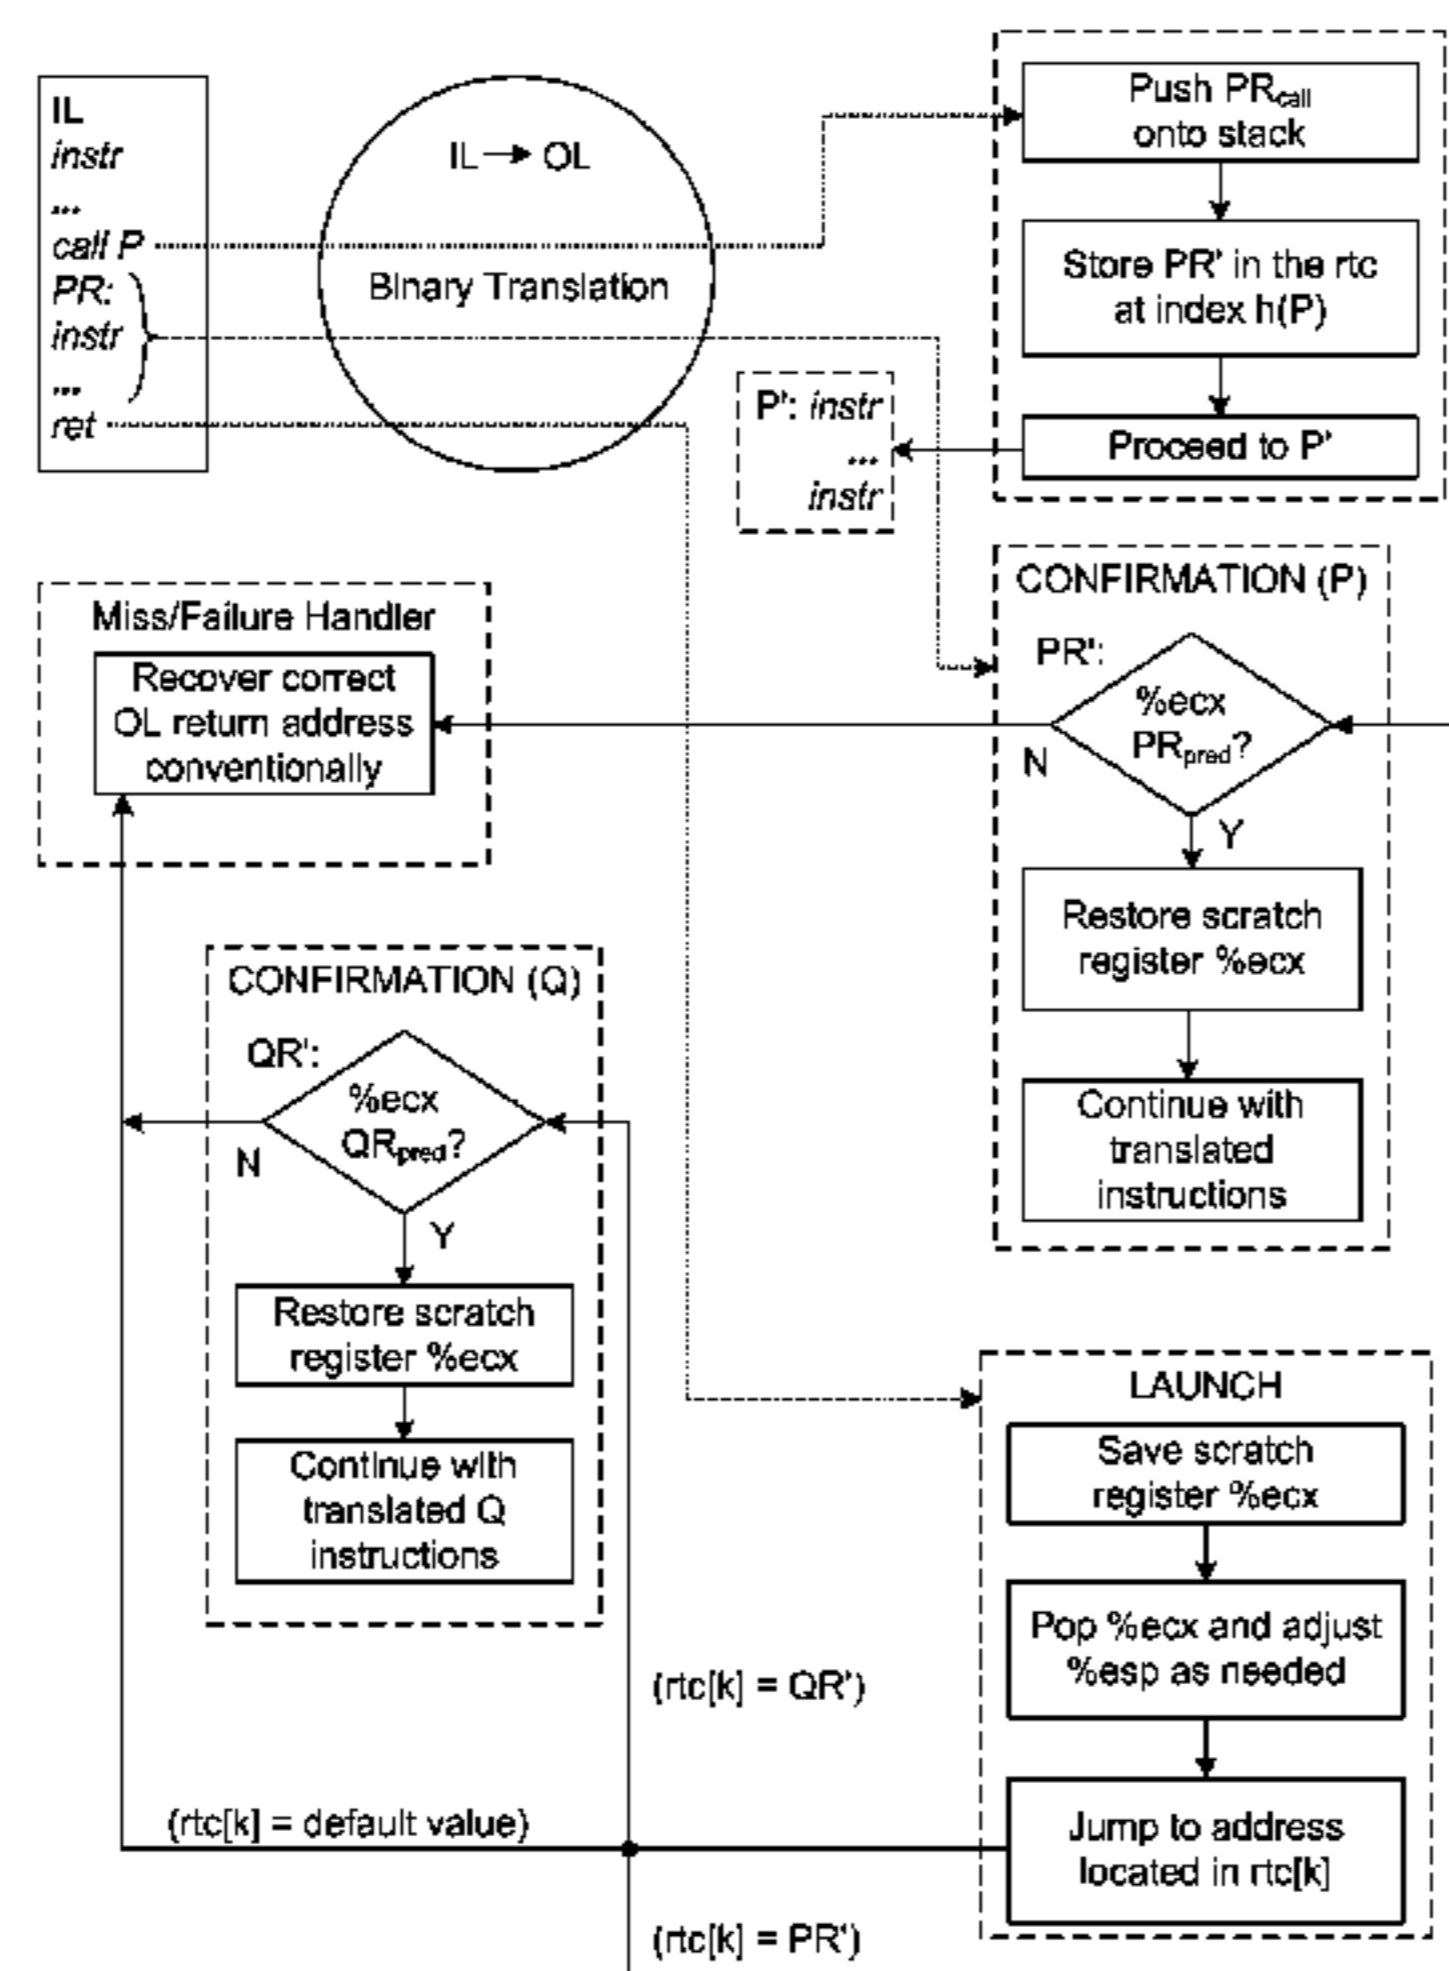 IL
instr
...
call P
PR:
instr
...
ret
IL → OL
Binary Translation
Push PRcall
onto stack
Store PR' in the rtc
at index h(P)
Proceed to P'
P': instr
...
instr
Miss/Failure Handler
Recover correct
OL return address
conventionally
CONFIRMATION (P)
PR':
%ecx
PRpred?
N
Y
Restore scratch
register %ecx
Continue with
translated
instructions
CONFIRMATION (Q)
QR':
%ecx
QRpred?
N
Y
Restore scratch
register %ecx
Continue with
translated Q
instructions
LAUNCH
Save scratch
register %ecx
Pop %ecx and adjust
%esp as needed
Jump to address
located in rtc[k]
(rtc[k] = QR')
(rtc[k] = default value)
(rtc[k] = PR')